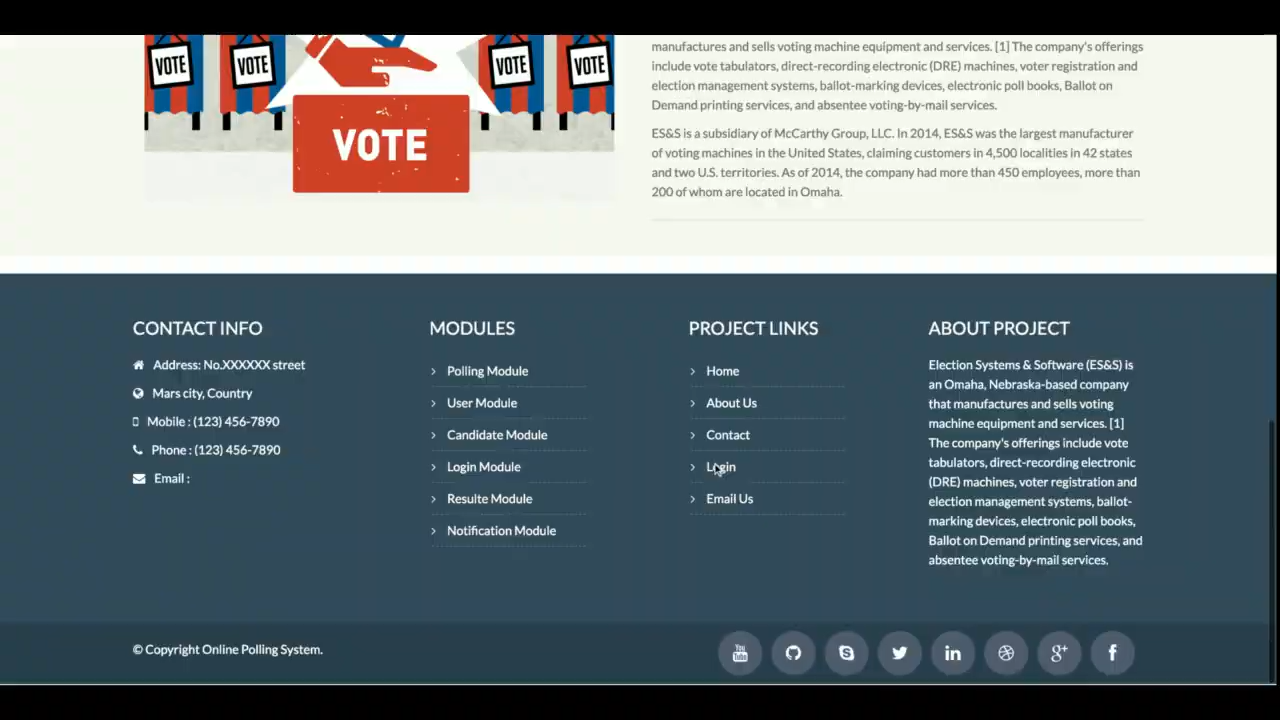 VOTE
VOTE
VOTE
VOTE
VOTE
manufactures and sells voting machine equipment and services. [1] The company's offerings
include vote tabulators, direct-recording electronic (DRE) machines, voter registration and
election management systems, ballot-marking devices, electronic poll books, Ballot on
Demand printing services, and absentee voting-by-mail services.
ES&S is a subsidiary of McCarthy Group, LLC. In 2014, ES&S was the largest manufacturer
of voting machines in the United States, claiming customers in 4,500 localities in 42 states
and two U.S. territories. As of 2014, the company had more than 450 employees, more than
200 of whom are located in Omaha.
CONTACT INFO
Address: No.XXXXXX street
Mars city, Country
Mobile : (123) 456-7890
Phone : (123) 456-7890
Email :
MODULES
Polling Module
User Module
Candidate Module
Login Module
Resulte Module
Notification Module
PROJECT LINKS
Home
About Us
Contact
Login
Email Us
ABOUT PROJECT
Election Systems & Software (ES&S) is
an Omaha, Nebraska-based company
that manufactures and sells voting
machine equipment and services. [1]
The company's offerings include vote
tabulators, direct-recording electronic
(DRE) machines, voter registration and
election management systems, ballot-
marking devices, electronic poll books,
Ballot on Demand printing services, and
absentee voting-by-mail services.
© Copyright Online Polling System.
You
Tube
in
g+
f